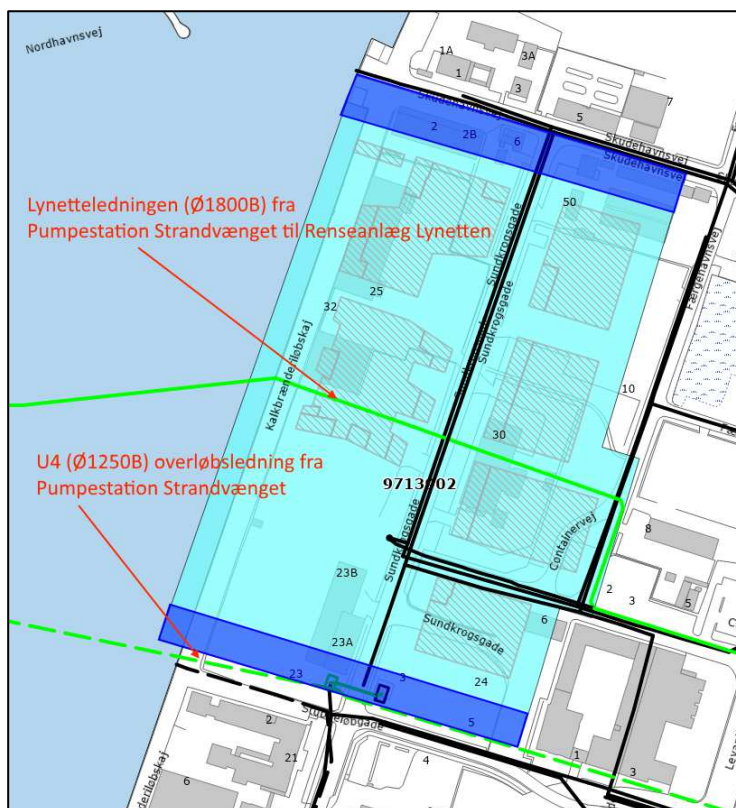 Nordhavnsvej
1A
3A
1
3
7
5
Skudehavnsvej
2
2B
6
Skudehavnsvej
Skudehavnsvej
50
Lynetteledningen (Ø1800B) fra
Pumpestation Strandvænget til Renseanlæg Lynetten
Sundkrogsgade
Sundkrogsgade
Færgehavnsvej
25
32
Kalkbrænderiløbskaj
10
30
U4 (Ø1250B) overløbsledning fra
Pumpestation Strandvænget
9713002
Containervej
8
Sundkrogsgade
23B
2
3
5
6
23A
Sundkrogsgade
23
3
24
2
5
21
4
1
3
6